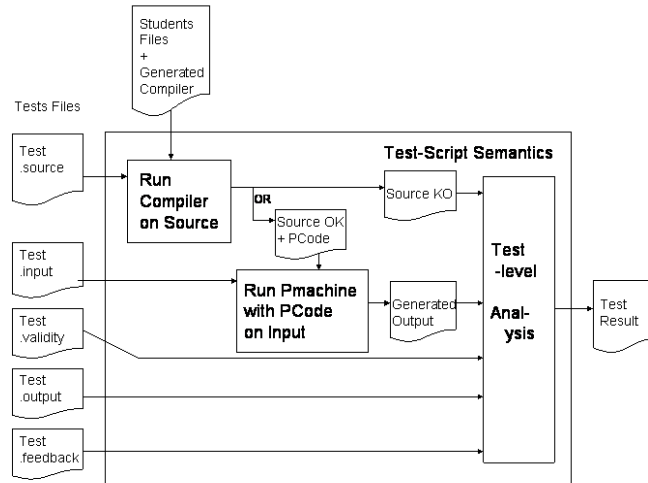 Students
Files
+
Generated
Compiler
Tests Files
Test
.source
Test-Script Semantics
Run
Compiler
on Source
OR
Source KO
Source OK
+ PCode
Test
-level
Anal-
ysis
Test
.input
Run Pmachine
with PCode
on Input
Generated
Output
Test
Result
Test
.validity
Test
.output
Test
.feedback